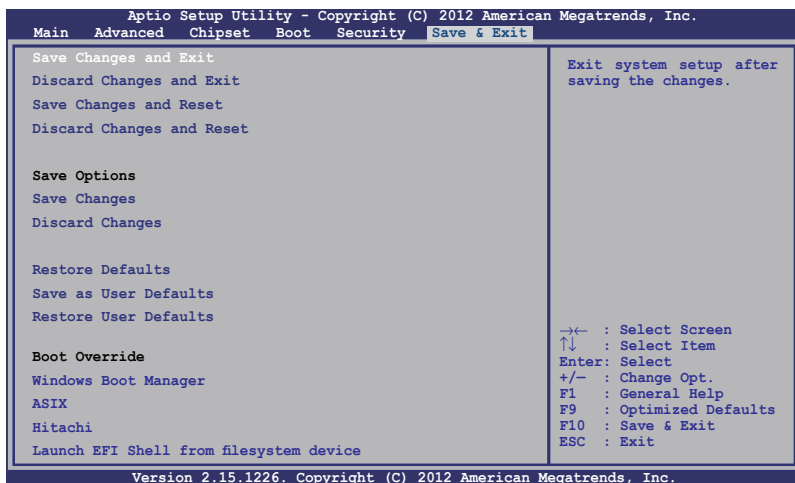 Aptio Setup Utility - Copyright (C) 2012 American Megatrends, Inc.
Main Advanced Chipset Boot Security Save & Exit
Save Changes and Exit
Discard Changes and Exit
Save Changes and Reset
Discard Changes and Reset
Save Options
Save Changes
Discard Changes
Restore Defaults
Save as User Defaults
Restore User Defaults
Boot Override
Windows Boot Manager
ASIX
Hitachi
Launch EFI Shell from filesystem device
Exit system setup after
saving the changes.
→← : Select Screen
↑↓ : Select Item
Enter: Select
+/— : Change Opt.
F1 : General Help
F9 : Optimized Defaults
F10 : Save & Exit
ESC : Exit
Version 2.15.1226. Copyright (C) 2012 American Megatrends, Inc.